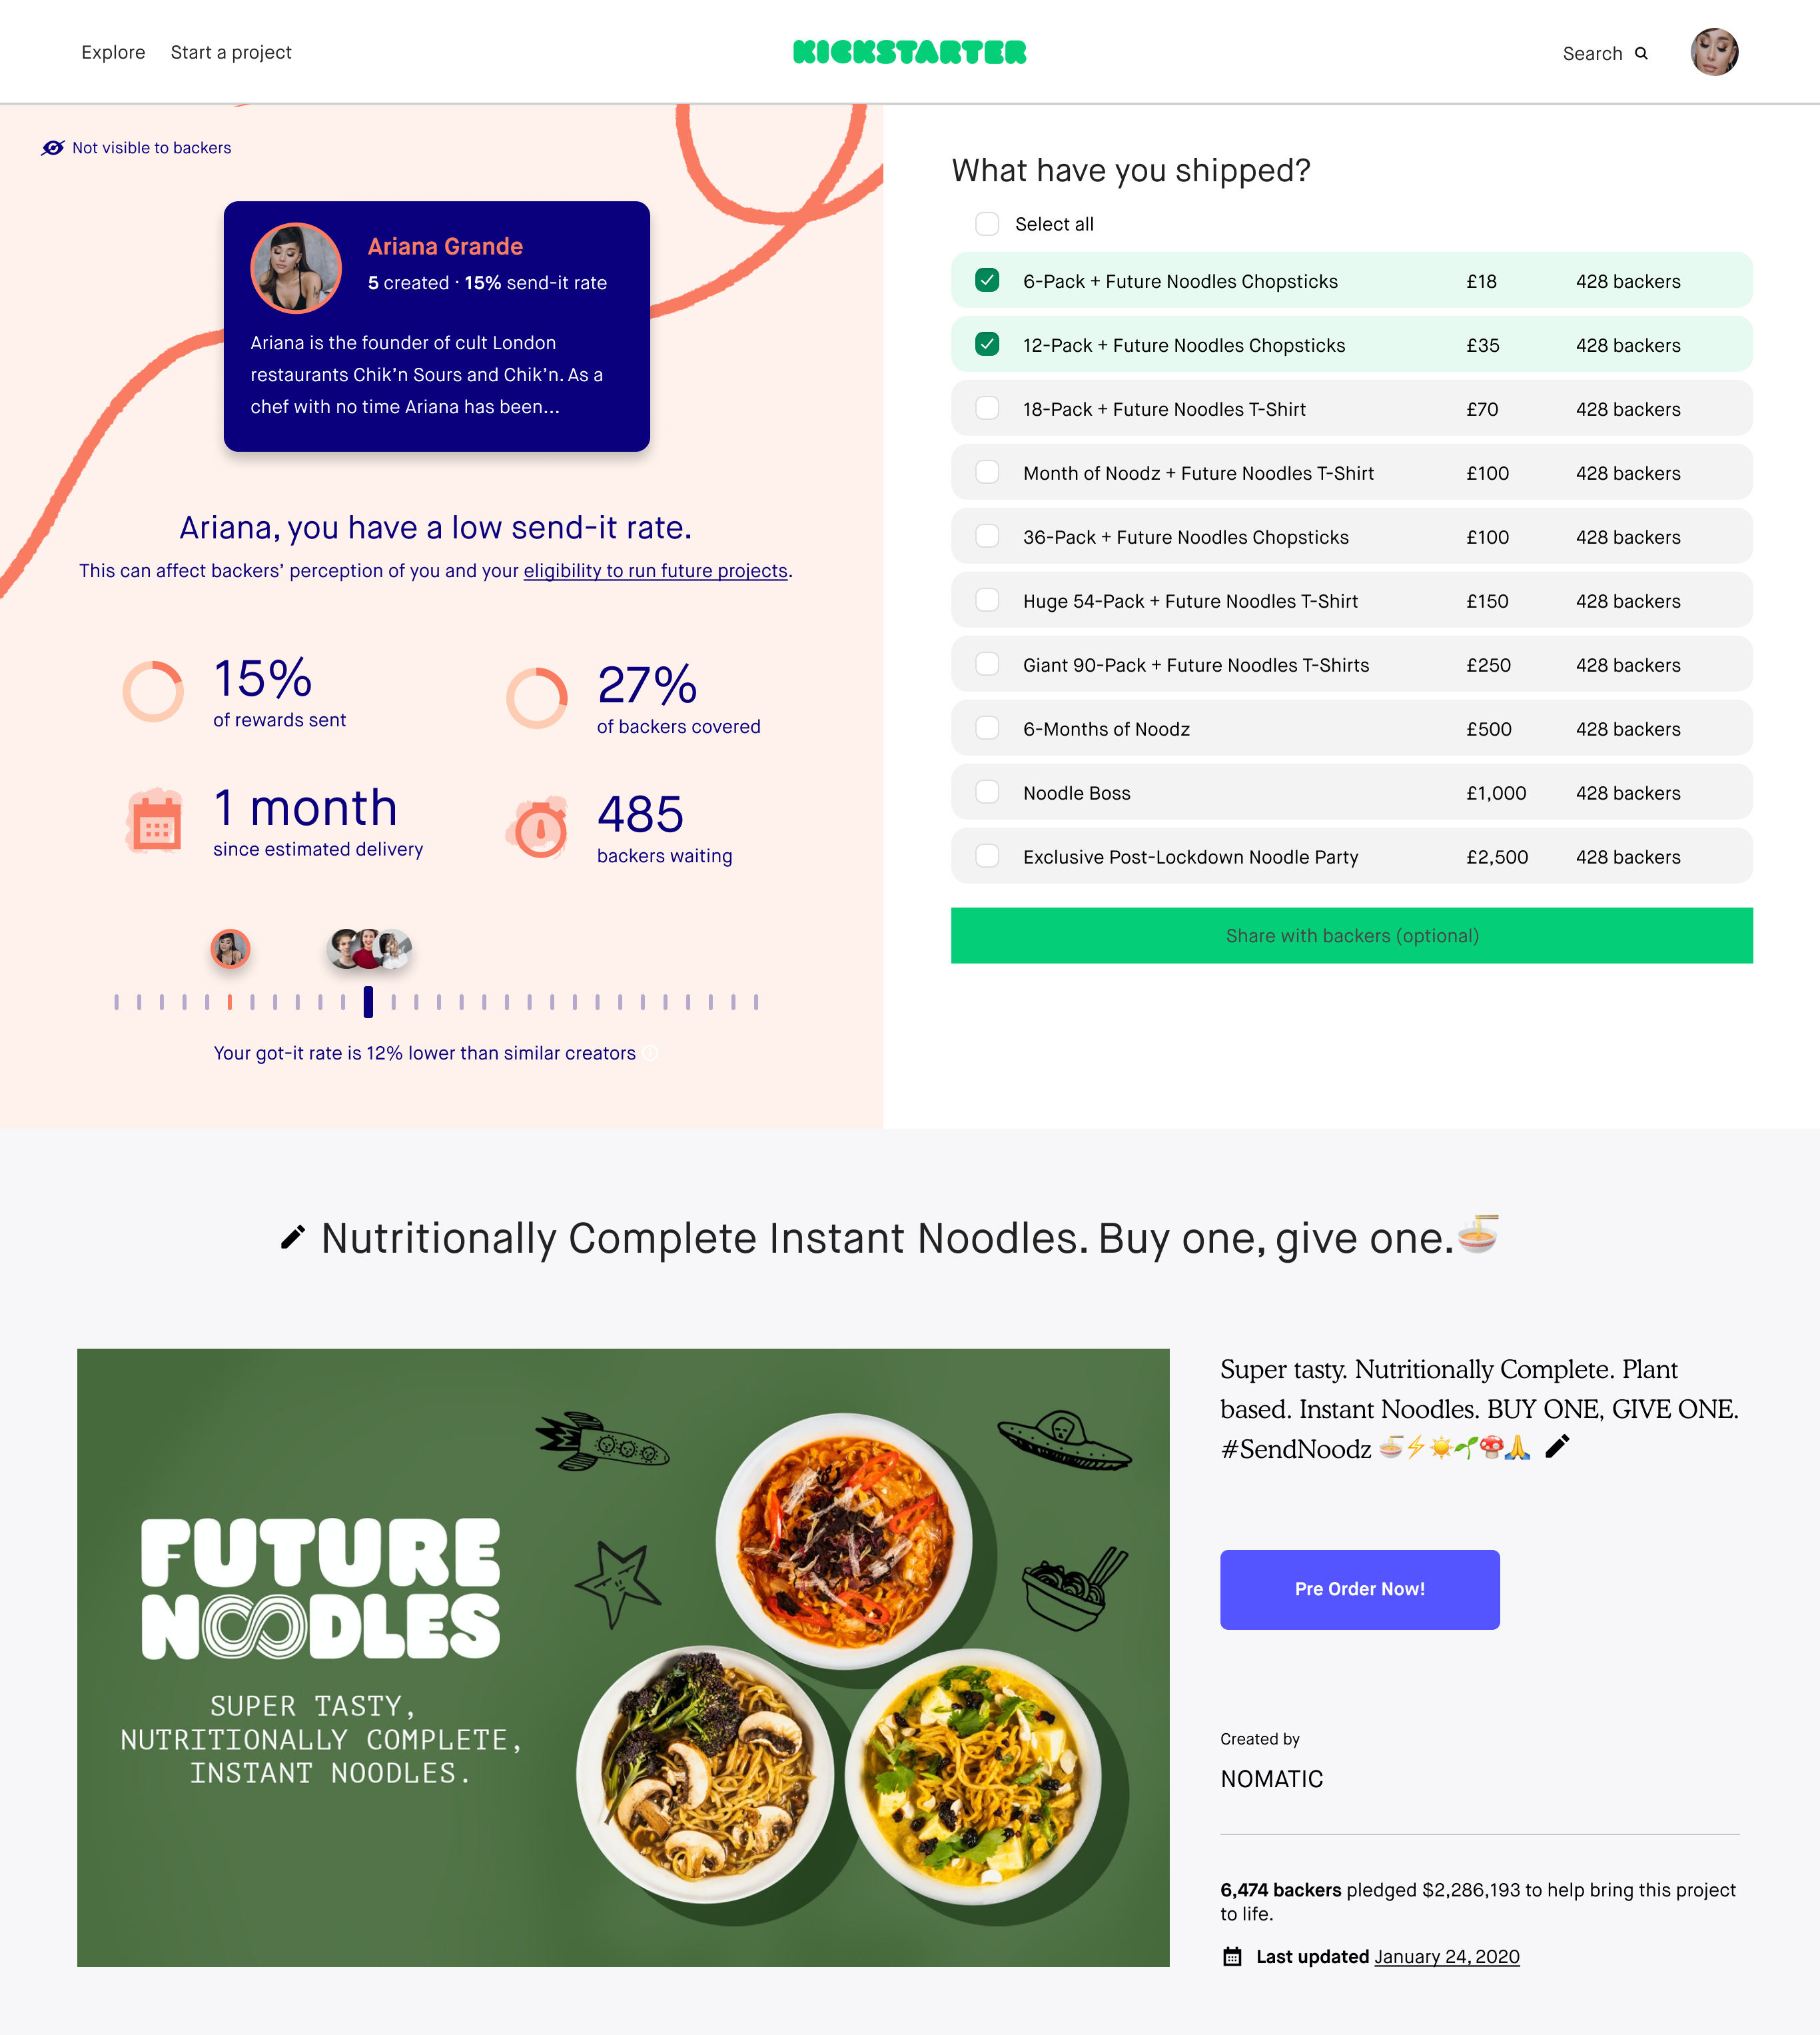 Explore
Start a project
KICKSTARTER
Search
Not visible to backers
Ariana Grande
5 created · 15% send-it rate
Ariana is the founder of cult London
restaurants Chik’n Sours and Chik’n. As a
chef with no time Ariana has been...
Ariana, you have a low send-it rate.
This can affect backers’ perception of you and your eligibility to run future projects.
15%
of rewards sent
27%
of backers covered
1 month
since estimated delivery
485
backers waiting
Your got-it rate is 12% lower than similar creators
What have you shipped?
Select all
6-Pack + Future Noodles Chopsticks £18 428 backers
12-Pack + Future Noodles Chopsticks £35 428 backers
18-Pack + Future Noodles T-Shirt £70 428 backers
Month of Noodz + Future Noodles T-Shirt £100 428 backers
36-Pack + Future Noodles Chopsticks £100 428 backers
Huge 54-Pack + Future Noodles T-Shirt £150 428 backers
Giant 90-Pack + Future Noodles T-Shirts £250 428 backers
6-Months of Noodz £500 428 backers
Noodle Boss £1,000 428 backers
Exclusive Post-Lockdown Noodle Party £2,500 428 backers
Share with backers (optional)
Nutritionally Complete Instant Noodles. Buy one, give one.🍜
FUTURE
NOODLES
SUPER TASTY,
NUTRITIONALLY COMPLETE,
INSTANT NOODLES.
Super tasty. Nutritionally Complete. Plant
based. Instant Noodles. BUY ONE, GIVE ONE.
#SendNoodz 🍜⚡☀️🌱🍄🙏
Pre Order Now!
Created by
NOMATIC
6,474 backers pledged $2,286,193 to help bring this project
to life.
Last updated January 24, 2020